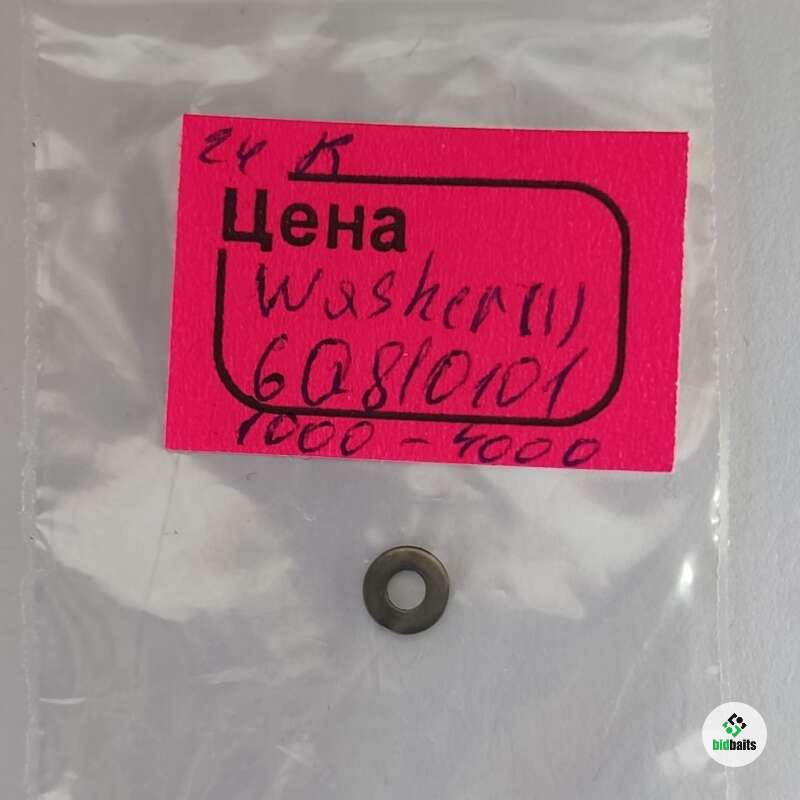 24 K
Цена
Washer (1)
6Q810101
1000 - 4000
bidbaits